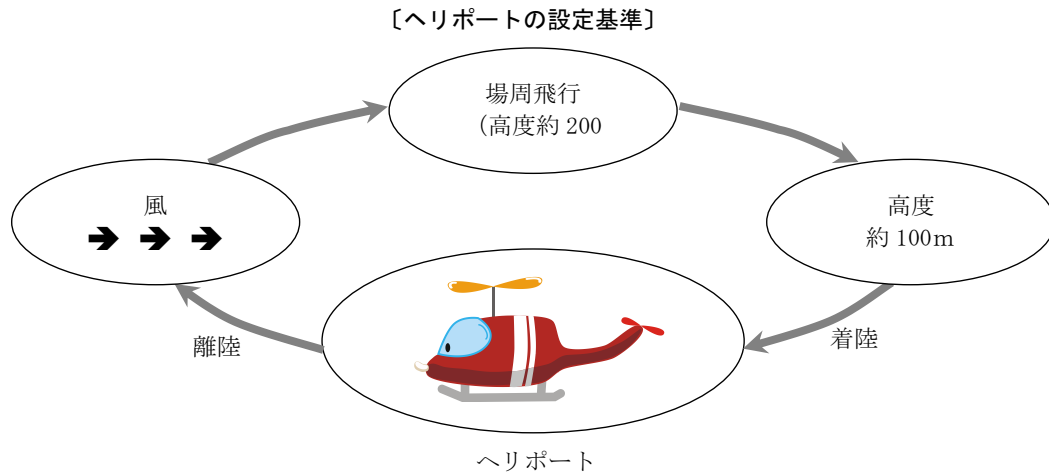 〔ヘリポートの設定基準〕
場周飛行
（高度約 200
風
高度
約 100ｍ
離陸
着陸
ヘリポート